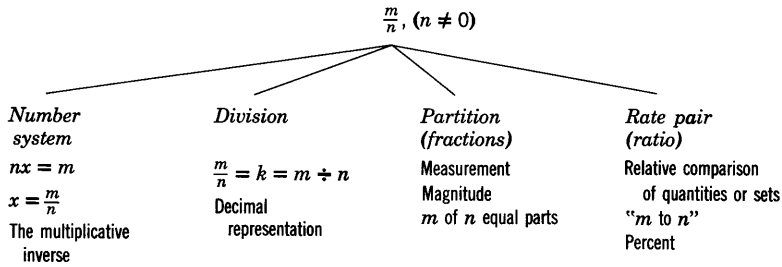 m/n, (n ≠ 0)
Number
system
nx = m
x = m/n
The multiplicative
inverse
Division
m/n = k = m ÷ n
Decimal
representation
Partition
(fractions)
Measurement
Magnitude
m of n equal parts
Rate pair
(ratio)
Relative comparison
of quantities or sets
“m to n”
Percent